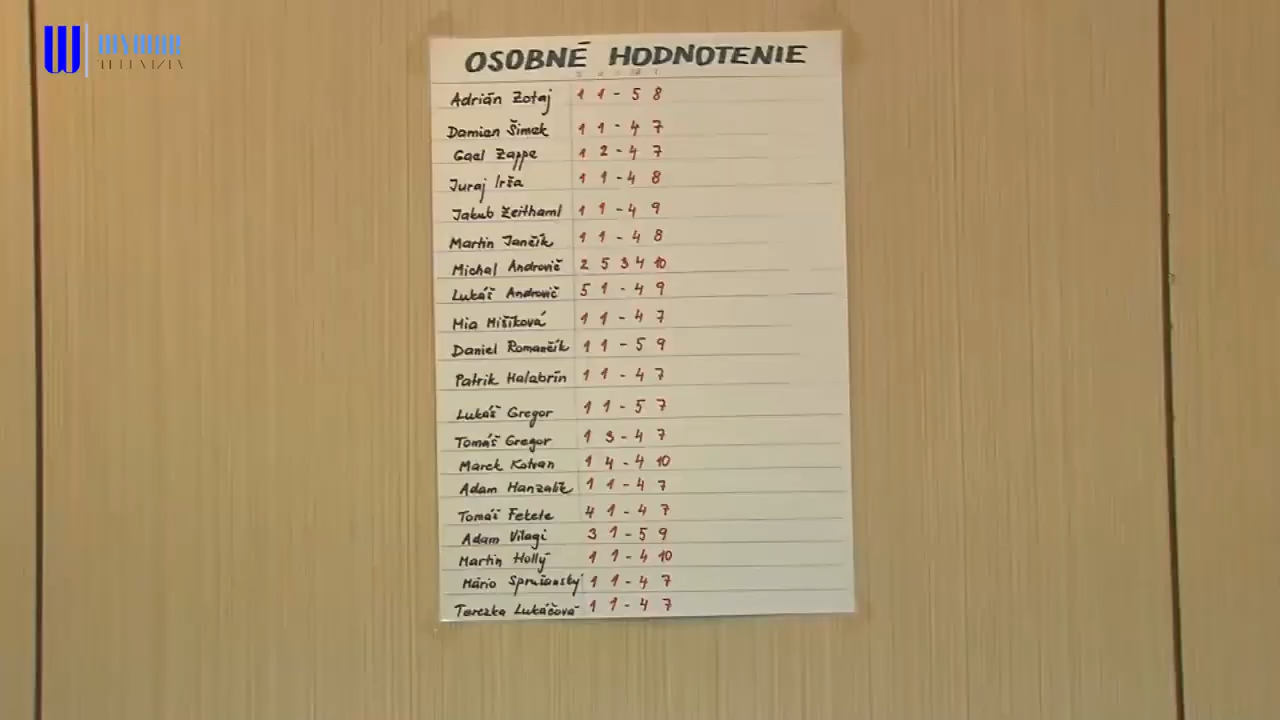 TELEVÍZIA
OSOBNÉ HODNOTENIE
Adrián Zotaj 1 1 - 5 8
Damian Šimek 1 1 - 4 7
Gael Zappe 1 2 - 4 7
Juraj Irša 1 1 - 4 8
Jakub Zeithaml 1 1 - 4 9
Martin Jančík 1 1 - 4 8
Michal Androvič 2 5 3 4 10
Lukáš Androvič 5 1 - 4 9
Mia Mišíková 1 1 - 4 7
Daniel Romančík 1 1 - 5 9
Patrik Halabrín 1 1 - 4 7
Lukáš Gregor 1 1 - 5 7
Tomáš Gregor 1 3 - 4 7
Marek Kotvan 1 4 - 4 10
Adam Hanzalík 1 1 - 4 7
Tomáš Fekete 4 1 - 4 7
Adam Vilagi 3 1 - 5 9
Martin Hollý 1 1 - 4 10
Mário 1 1 - 4 7
Terezka Lukáčová 1 1 - 4 7